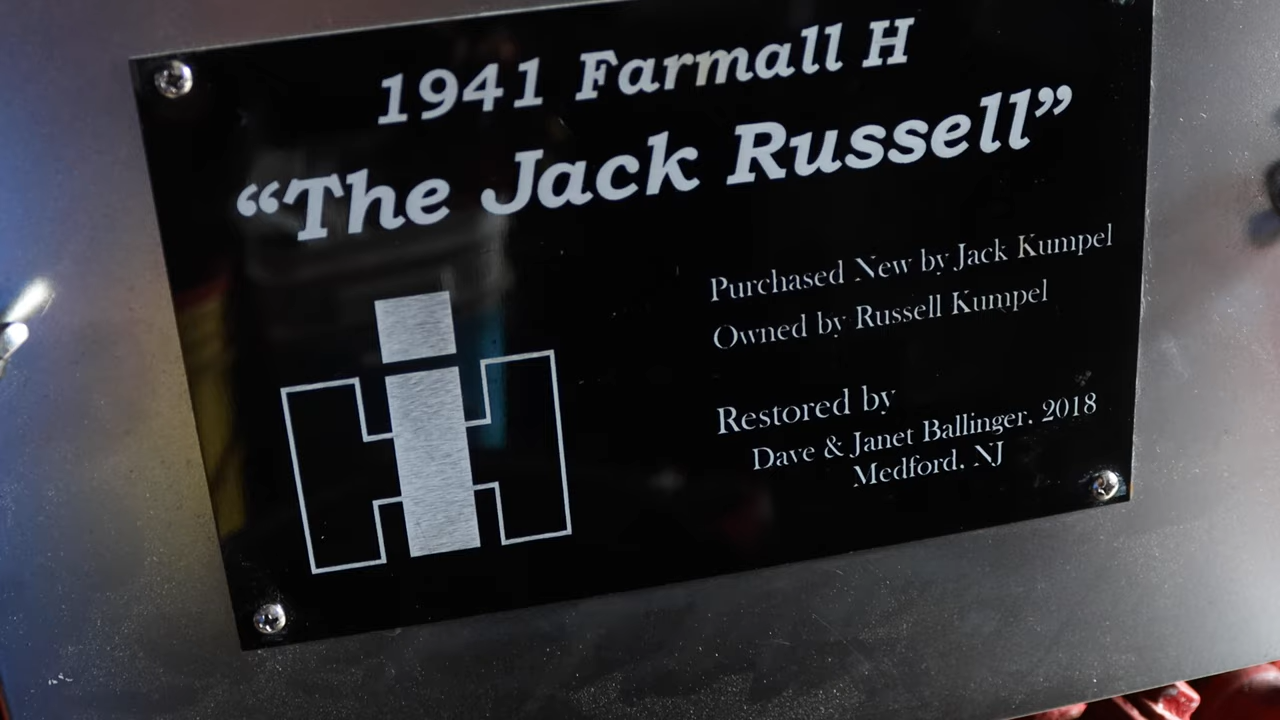 1941 Farmall H
“The Jack Russell”
Purchased New by Jack Kumpel
Owned by Russell Kumpel
Restored by
Dave & Janet Ballinger, 2018
Medford, NJ